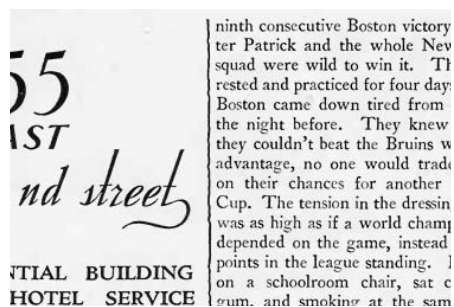 55
AST
nd street
NTIAL BUILDING
HOTEL SERVICE
ninth consecutive Boston victory
ter Patrick and the whole New
squad were wild to win it. Th
rested and practiced for four days
Boston came down tired from
the night before. They knew
they couldn't beat the Bruins w
advantage, no one would trade
on their chances for another
Cup. The tension in the dressing
was as high as if a world champ
depended on the game, instead
points in the league standing.
on a schoolroom chair, sat c
gum, and smoking at the sam